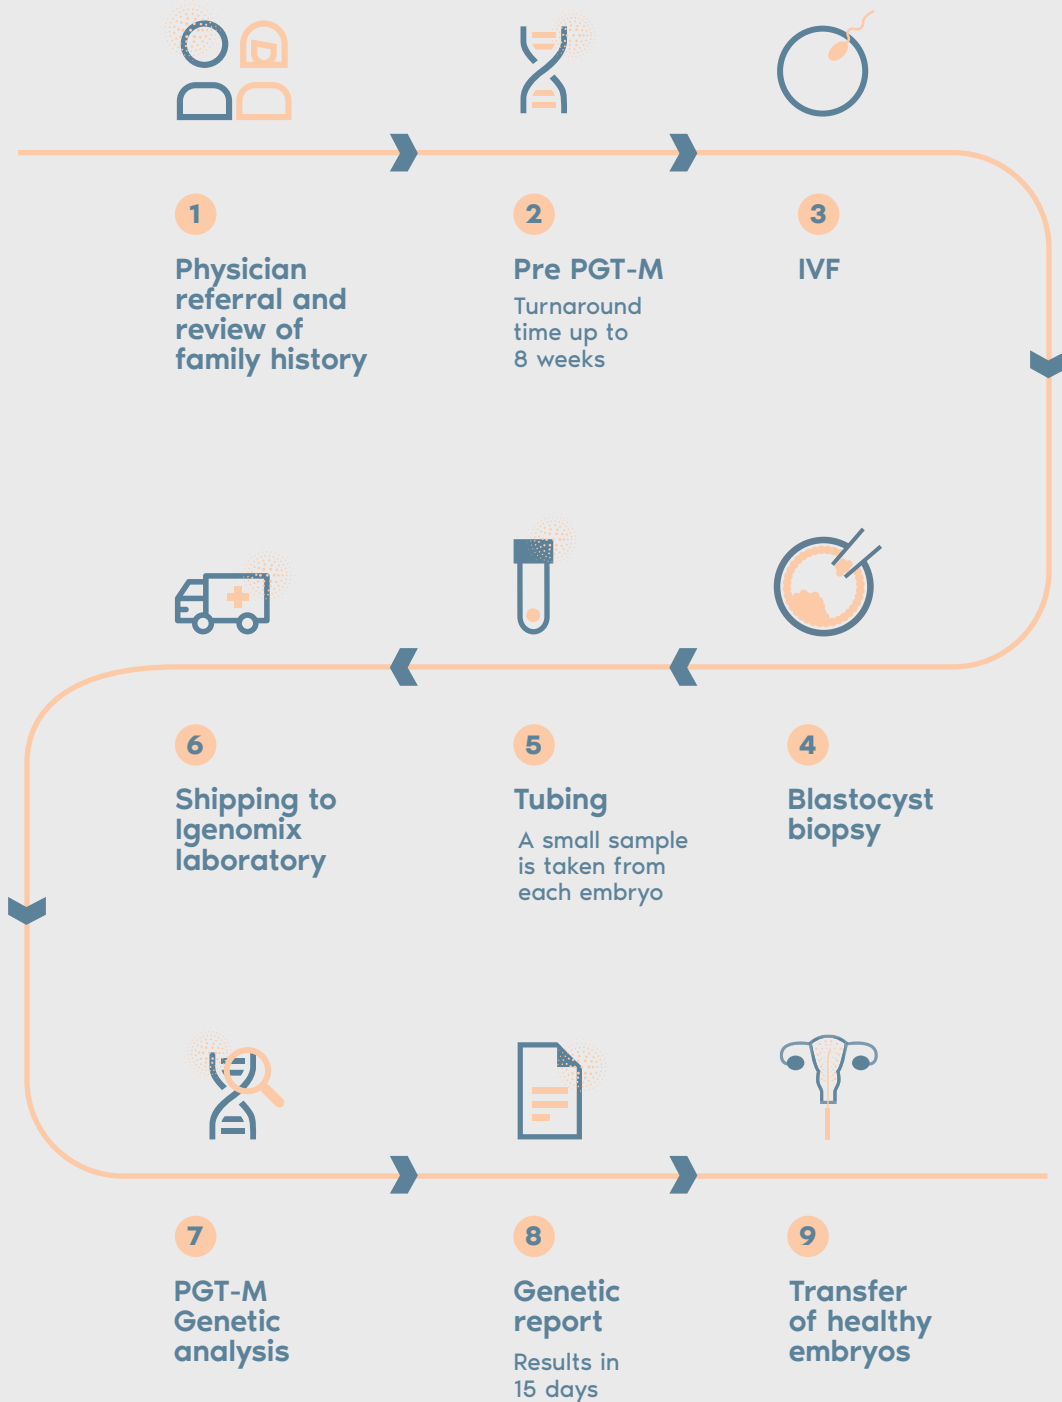 1
Physician
referral and
review of
family history
2
Pre PGT-M
Turnaround
time up to
8 weeks
3
IVF
4
Blastocyst
biopsy
5
Tubing
A small sample
is taken from
each embryo
6
Shipping to
Igenomix
laboratory
7
PGT-M
Genetic
analysis
8
Genetic
report
Results in
15 days
9
Transfer
of healthy
embryos